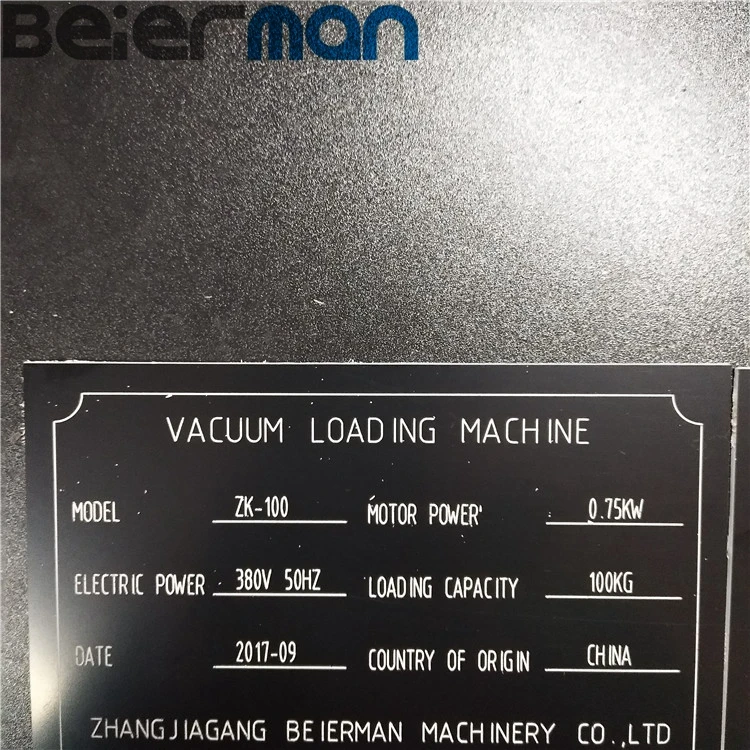 Beierman
VACUUM LOADING MACHINE
MODEL ZK-100 MOTOR POWER 0.75KW
ELECTRIC POWER 380V 50HZ LOADING CAPACITY 100KG
DATE 2017-09 COUNTRY OF ORIGIN CHINA
ZHANGJIAGANG BEIERMAN MACHINERY CO.,LTD